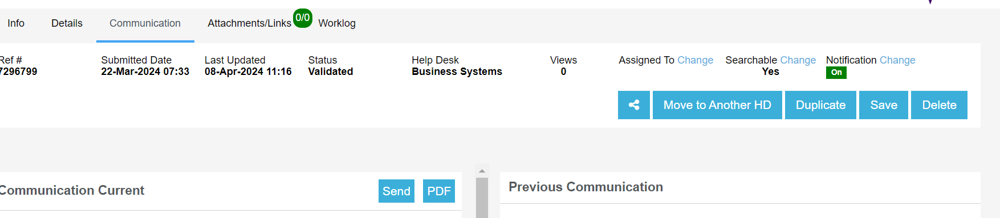 Info Details Communication Attachments/Links 0/0 Worklog
Ref # Submitted Date Last Updated Status Help Desk Views Assigned To Change Searchable Change Notification Change
7296799 22-Mar-2024 07:33 08-Apr-2024 11:16 Validated Business Systems 0 Yes On
Move to Another HD Duplicate Save Delete
Communication Current Send PDF Previous Communication